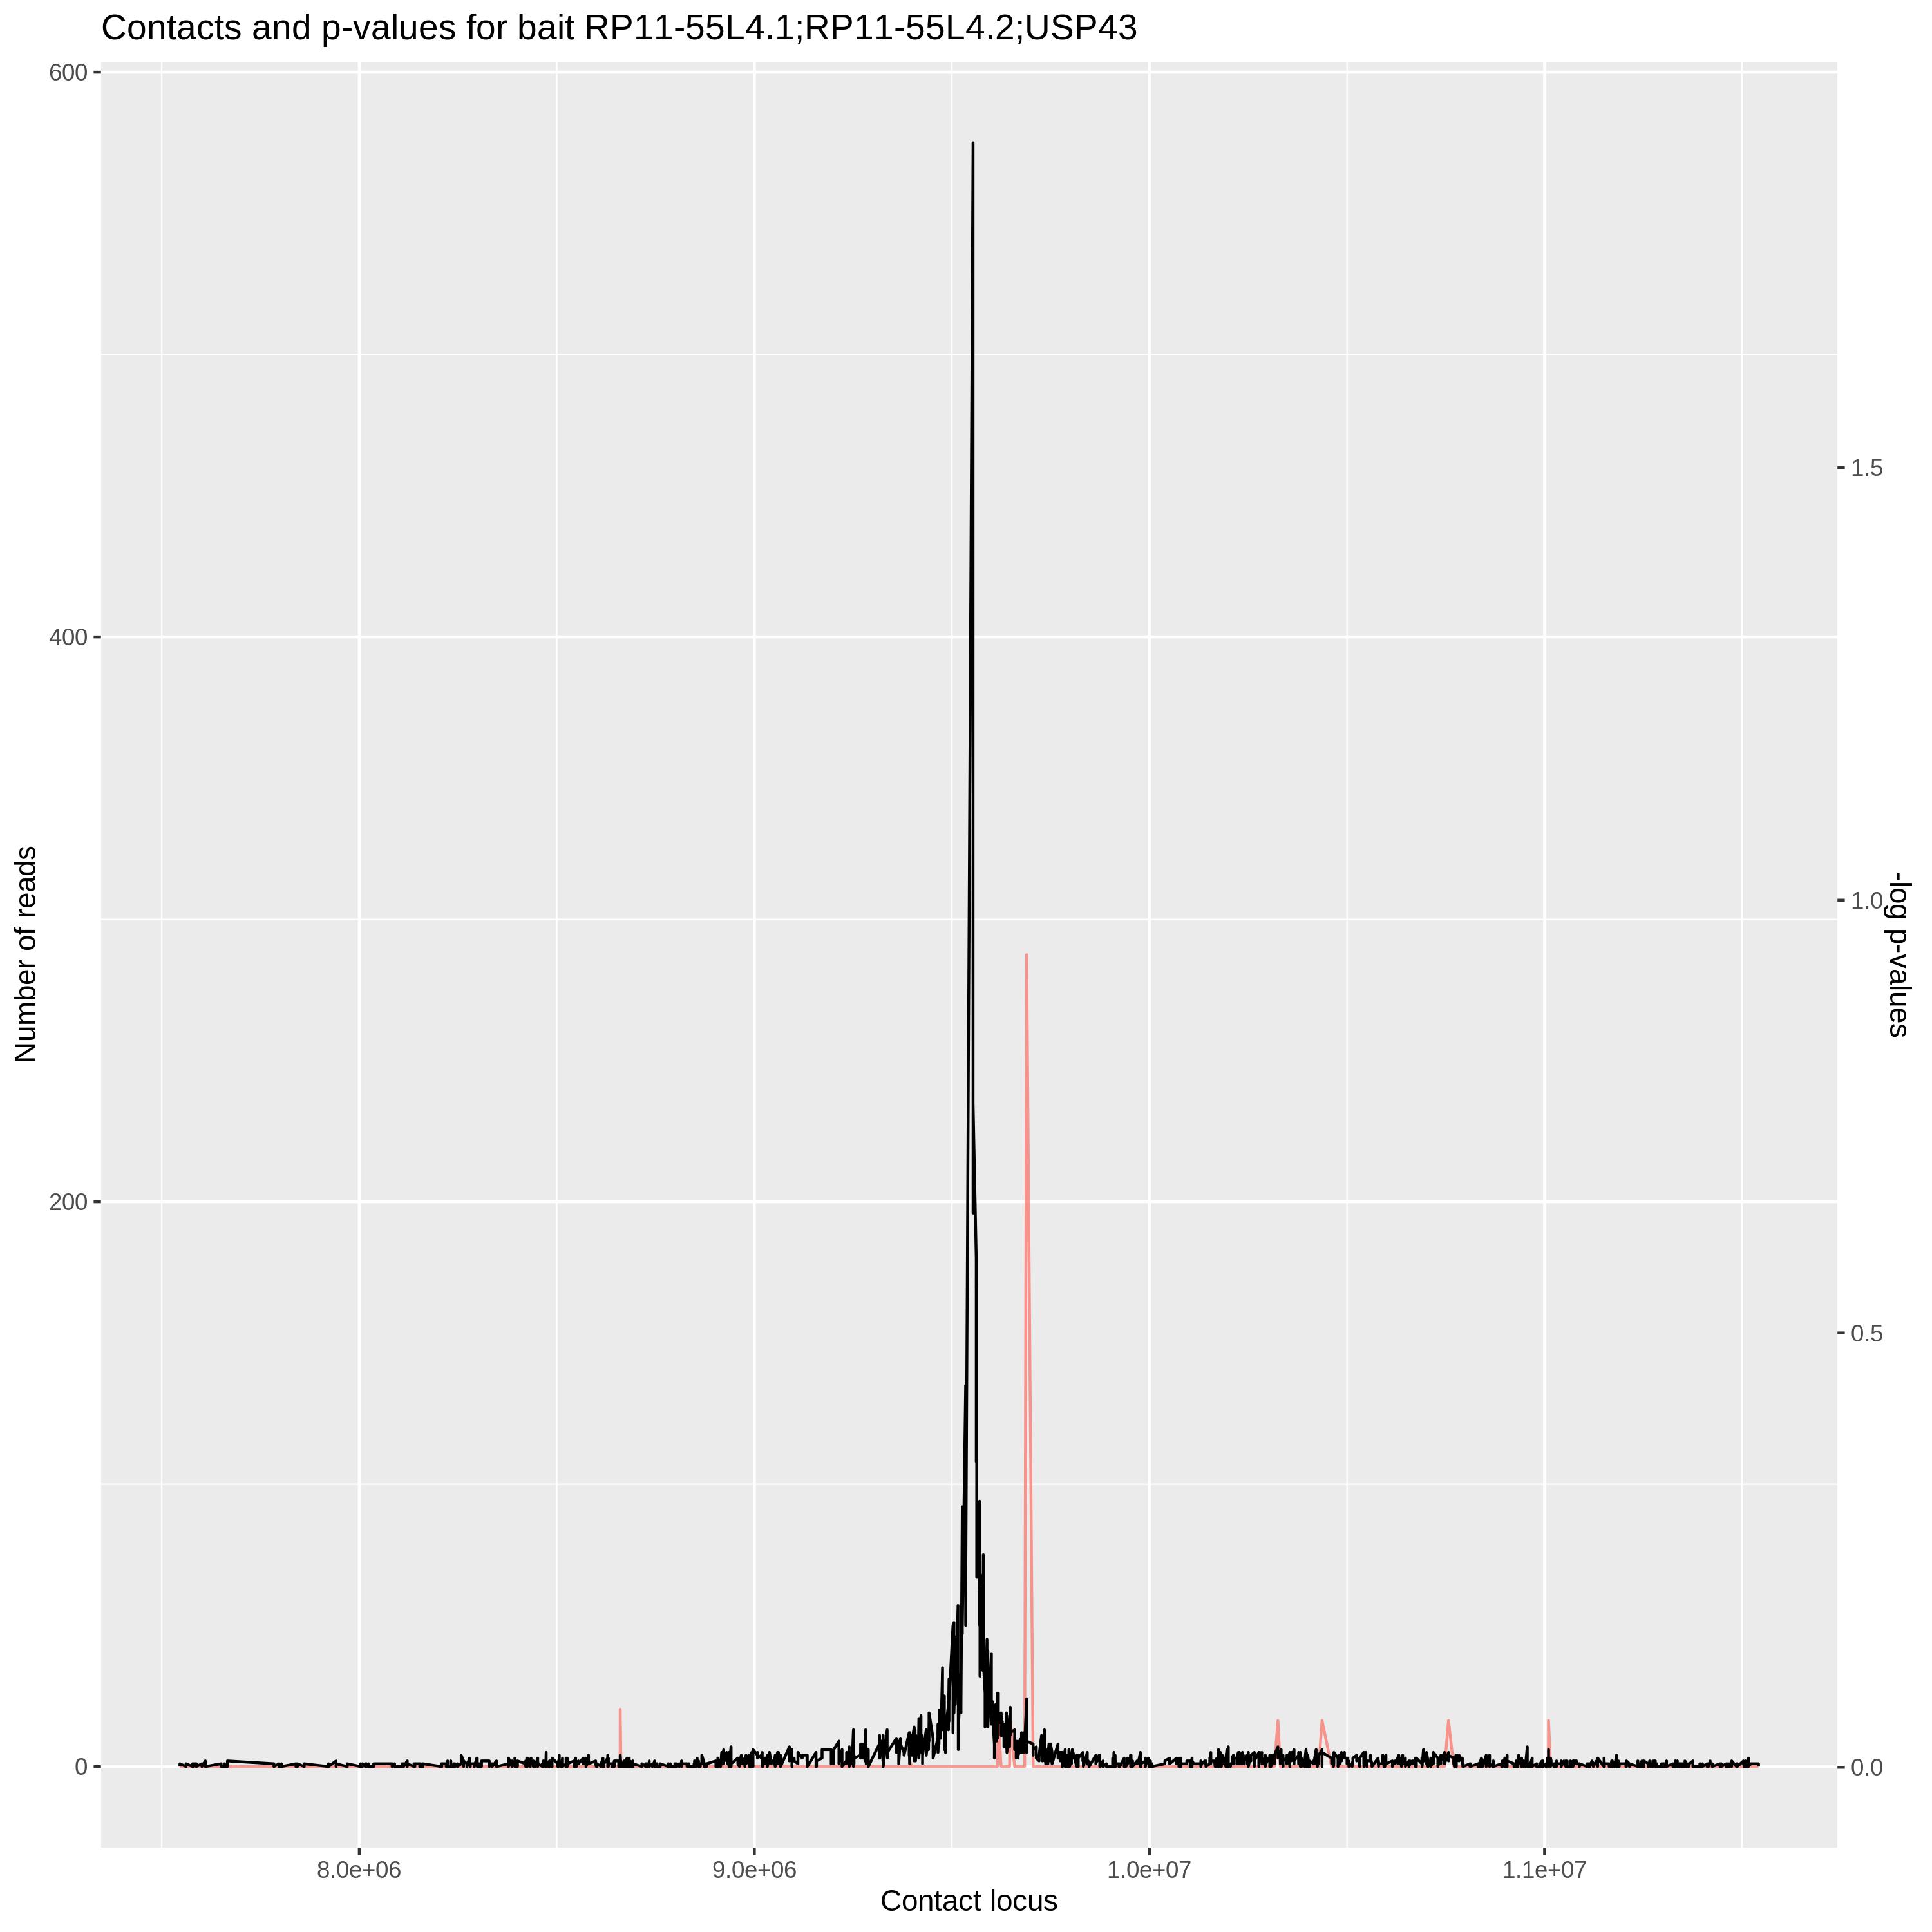 Contacts and p-values for bait RP11-55L4.1;RP11-55L4.2;USP43
600
400
200
0
Number of reads
1.5
1.0
0.5
0.0
-log p-values
8.0e+06
9.0e+06
1.0e+07
1.1e+07
Contact locus